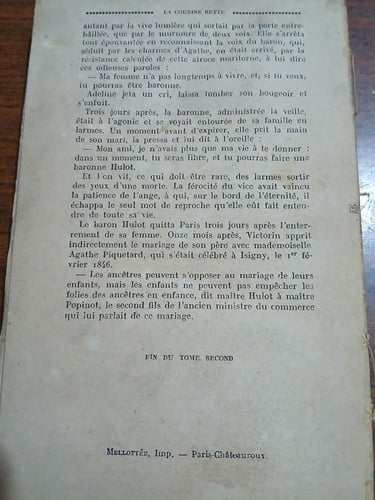 LA COUSINE BETTE
autant par la vive lumière qui sortait par la porte entre-
bâillée, que par le murmure de deux voix. Elle s'arrêta
tout épouvantée en reconnaissant la voix du baron, qui,
séduit par les charmes d'Agathe, en était arrivé, par la
résistance calculée de cette atroce maritorne, à lui dire
ces odieuses paroles :
— Ma femme n'a pas longtemps à vivre, et, si tu veux,
tu pourras être baronne.
Adeline jeta un cri, laissa tomber son bougeoir et
s'enfuit.
Trois jours après, la baronne, administrée la veille,
était à l'agonie et se voyait entourée de sa famille en
larmes. Un moment avant d'expirer, elle prit la main
de son mari, la pressa et lui dit à l'oreille :
— Mon ami, je n'avais plus que ma vie à te donner :
dans un moment, tu seras libre, et tu pourras faire une
baronne Hulot.
Et l'on vit, ce qui doit être rare, des larmes sortir
des yeux d'une morte. La férocité du vice avait vaincu
la patience de l'ange, à qui, sur le bord de l'éternité, il
échappa le seul mot de reproche qu'elle eût fait enten-
dre de toute sa vie.
Le baron Hulot quitta Paris trois jours après l'enter-
rement de sa femme. Onze mois après, Victorin apprit
indirectement le mariage de son père avec mademoiselle
Agathe Piquetard, qui s'était célébré à Isigny, le 1er fé-
vrier 1846.
— Les ancêtres peuvent s'opposer au mariage de leurs
enfants, mais les enfants ne peuvent pas empêcher les
folies des ancêtres en enfance, dit maître Hulot à maître
Popinot, le second fils de l'ancien ministre du commerce
qui lui parlait de ce mariage.
FIN DU TOME SECOND
MELLOTTÉE, Imp. — Paris-Châteauroux.